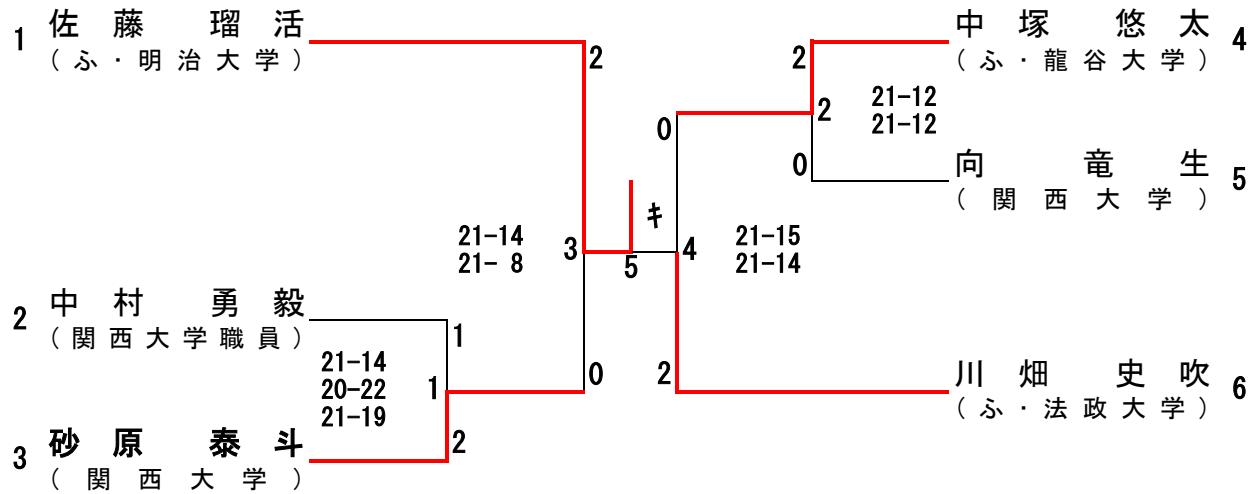 1 佐藤 瑠活
(ふ・明治大学)
2
中塚 悠太 4
(ふ・龍谷大学)
2
21-12
21-12
2
0
0
向 竜生 5
(関西大学)
キ
21-14
21- 8
3
5
4
21-15
21-14
2 中村 勇毅
(関西大学職員)
1
21-14
20-22
21-19
1
0
2
川畑 史吹 6
(ふ・法政大学)
3 砂原 泰斗
(関西大学)
2